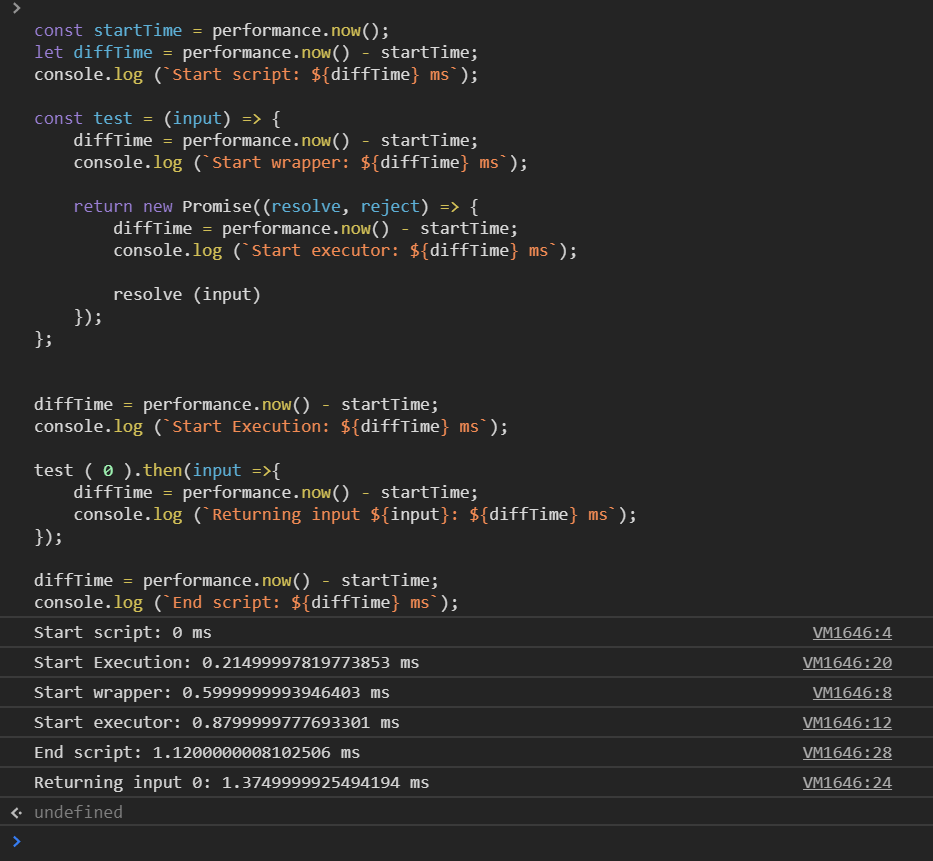 const startTime = performance.now();
let diffTime = performance.now() - startTime;
console.log (`Start script: ${diffTime} ms`);
const test = (input) => {
    diffTime = performance.now() - startTime;
    console.log (`Start wrapper: ${diffTime} ms`);
    return new Promise((resolve, reject) => {
        diffTime = performance.now() - startTime;
        console.log (`Start executor: ${diffTime} ms`);
        resolve (input)
    });
};
diffTime = performance.now() - startTime;
console.log (`Start Execution: ${diffTime} ms`);
test ( 0 ).then(input =>{
    diffTime = performance.now() - startTime;
    console.log (`Returning input ${input}: ${diffTime} ms`);
});
diffTime = performance.now() - startTime;
console.log (`End script: ${diffTime} ms`);
Start script: 0 ms VM1646:4
Start Execution: 0.21499997819773853 ms VM1646:20
Start wrapper: 0.5999999993946403 ms VM1646:8
Start executor: 0.8799999777693301 ms VM1646:12
End script: 1.1200000008102506 ms VM1646:28
Returning input 0: 1.3749999925494194 ms VM1646:24
undefined